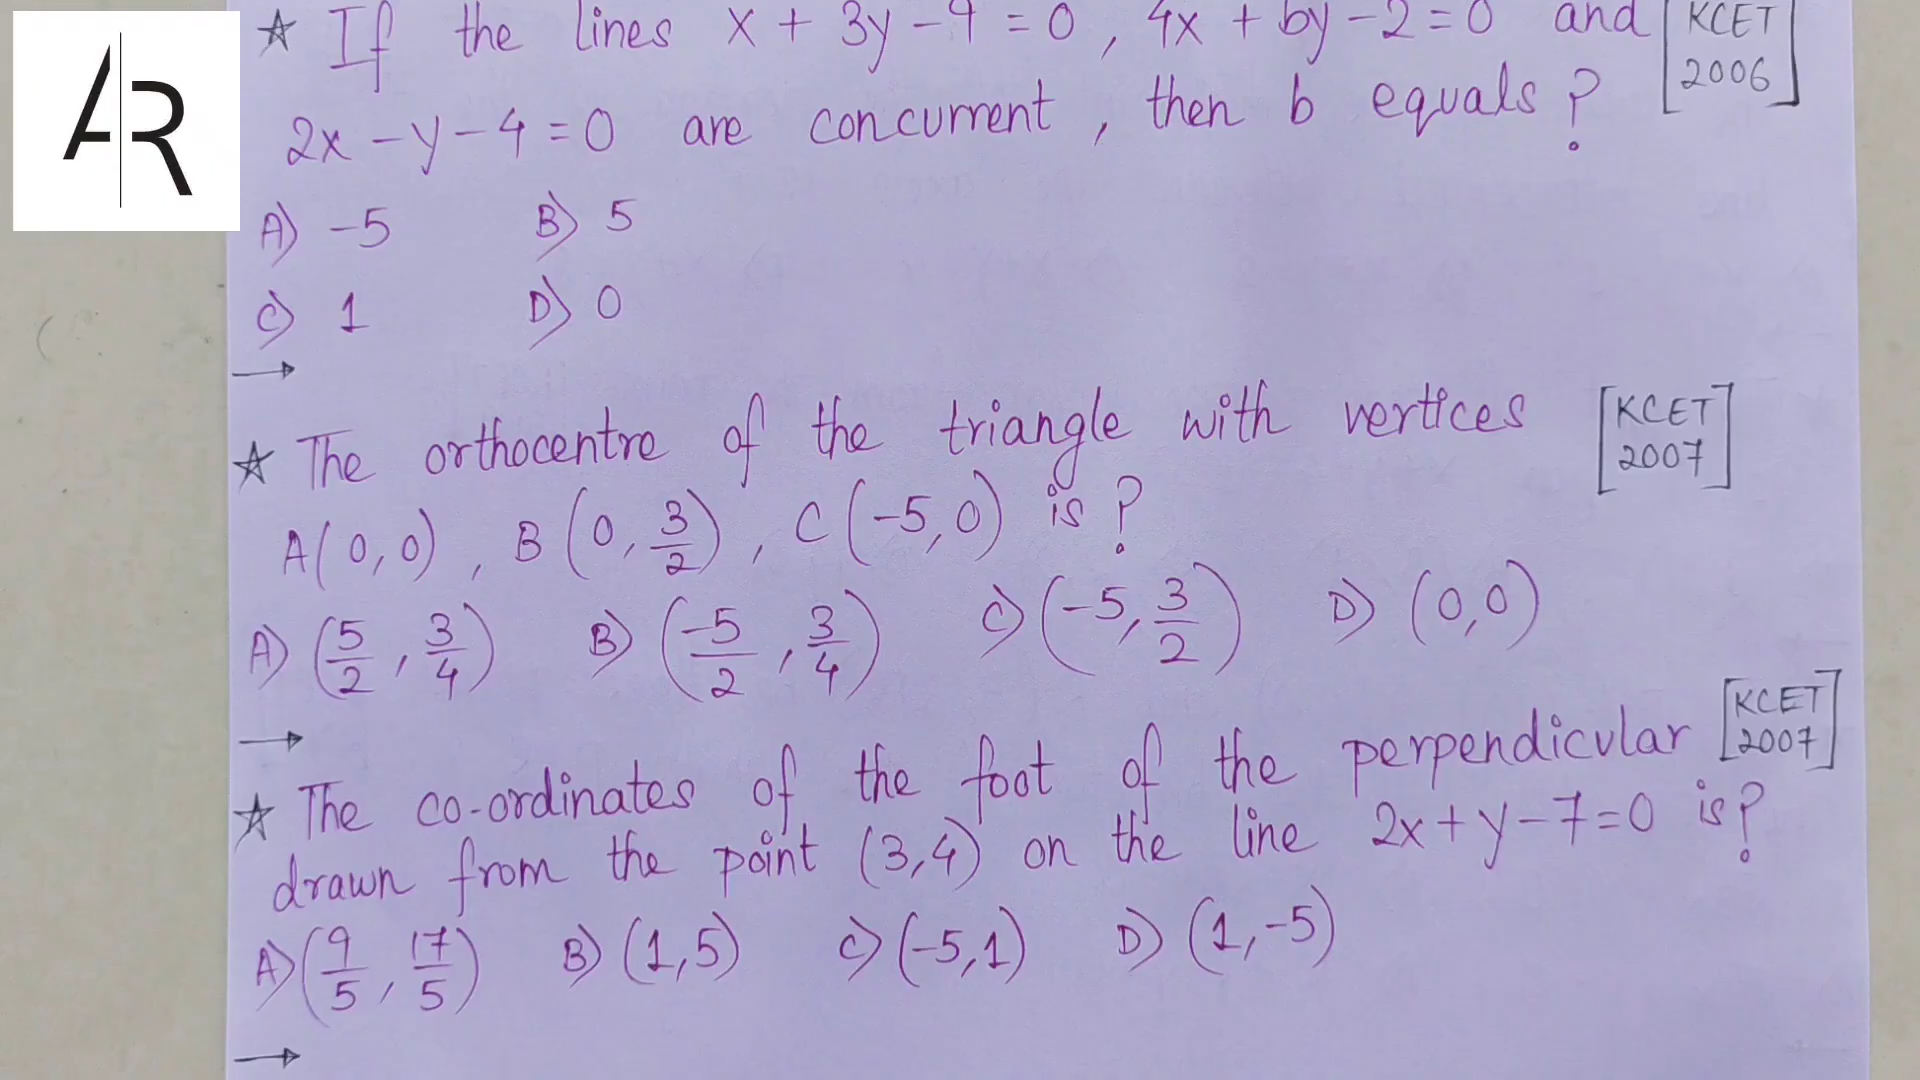 AR
☆ If the lines x + 3y - 9 = 0 , 4x + by - 2 = 0 and [KCET 2006]
2x - y - 4 = 0 are concurrent , then b equals ?
A) -5 B) 5
C) 1 D) 0
→
☆ The orthocentre of the triangle with vertices [KCET 2007]
A(0,0) , B(0, 3/2) , C(-5,0) is ?
A) (5/2 , 3/4) B) (-5/2 , 3/4) C) (-5, 3/2) D) (0,0)
→
☆ The co-ordinates of the foot of the perpendicular [KCET 2007]
drawn from the point (3,4) on the line 2x + y - 7 = 0 is ?
A) (9/5 , 17/5) B) (1,5) C) (-5,1) D) (1,-5)
→